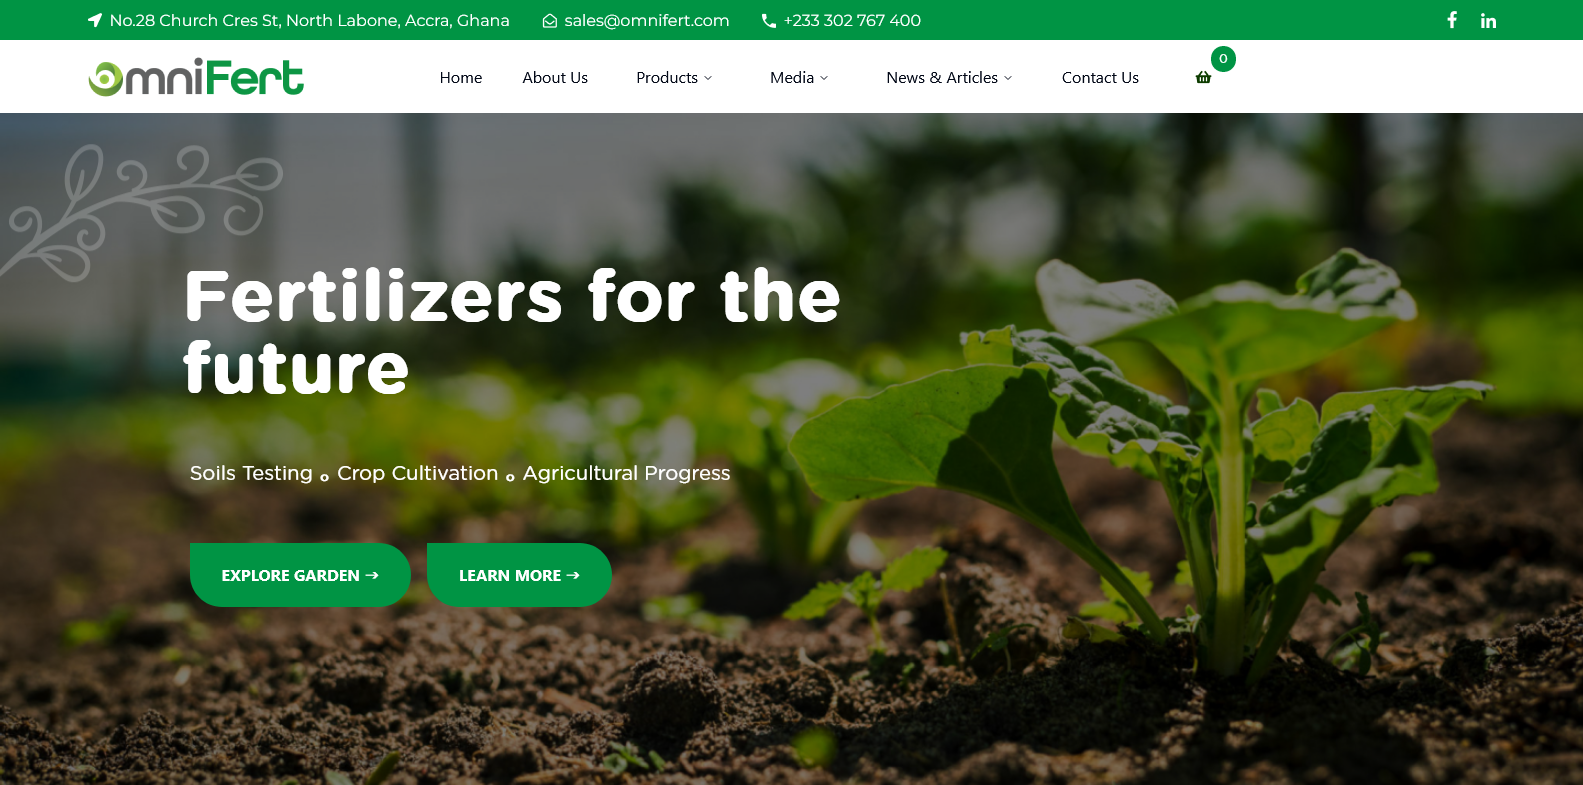 No.28 Church Cres St, North Labone, Accra, Ghana
sales@omnifert.com
+233 302 767 400
OmniFert
Home
About Us
Products
Media
News & Articles
Contact Us
0
Fertilizers for the
future
Soils Testing
Crop Cultivation
Agricultural Progress
EXPLORE GARDEN →
LEARN MORE →